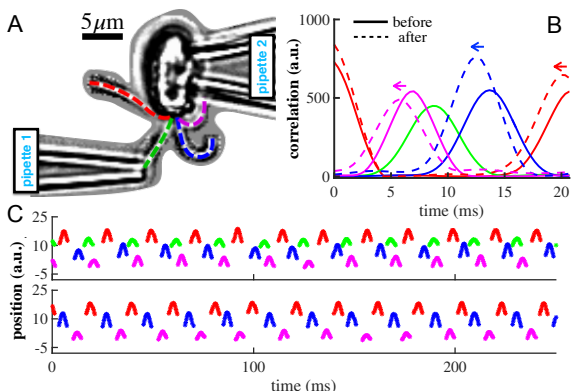 A
5μm
pipette 2
pipette 1
B
1000
500
0
correlation (a.u.)
before
after
0 5 10 15 20
time (ms)
C
position (a.u.)
25
10
-5
25
10
-5
0 100 200
time (ms)